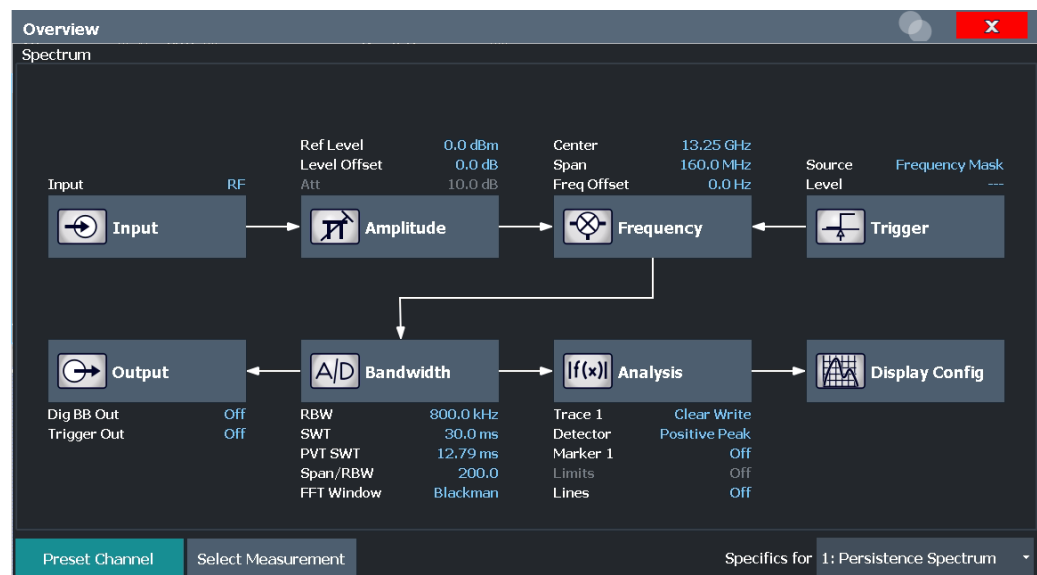 Overview
X
Spectrum
Input RF
Input
Ref Level 0.0 dBm
Level Offset 0.0 dB
Att 10.0 dB
Amplitude
Center 13.25 GHz
Span 160.0 MHz
Freq Offset 0.0 Hz
Frequency
Source Frequency Mask
Level ---
Trigger
Output
Dig BB Out Off
Trigger Out Off
A/D Bandwidth
RBW 800.0 kHz
SWT 30.0 ms
PVT SWT 12.79 ms
Span/RBW 200.0
FFT Window Blackman
|f(x)| Analysis
Trace 1 Clear Write
Detector Positive Peak
Marker 1 Off
Limits Off
Lines Off
Display Config
Preset Channel
Select Measurement
Specifics for 1: Persistence Spectrum